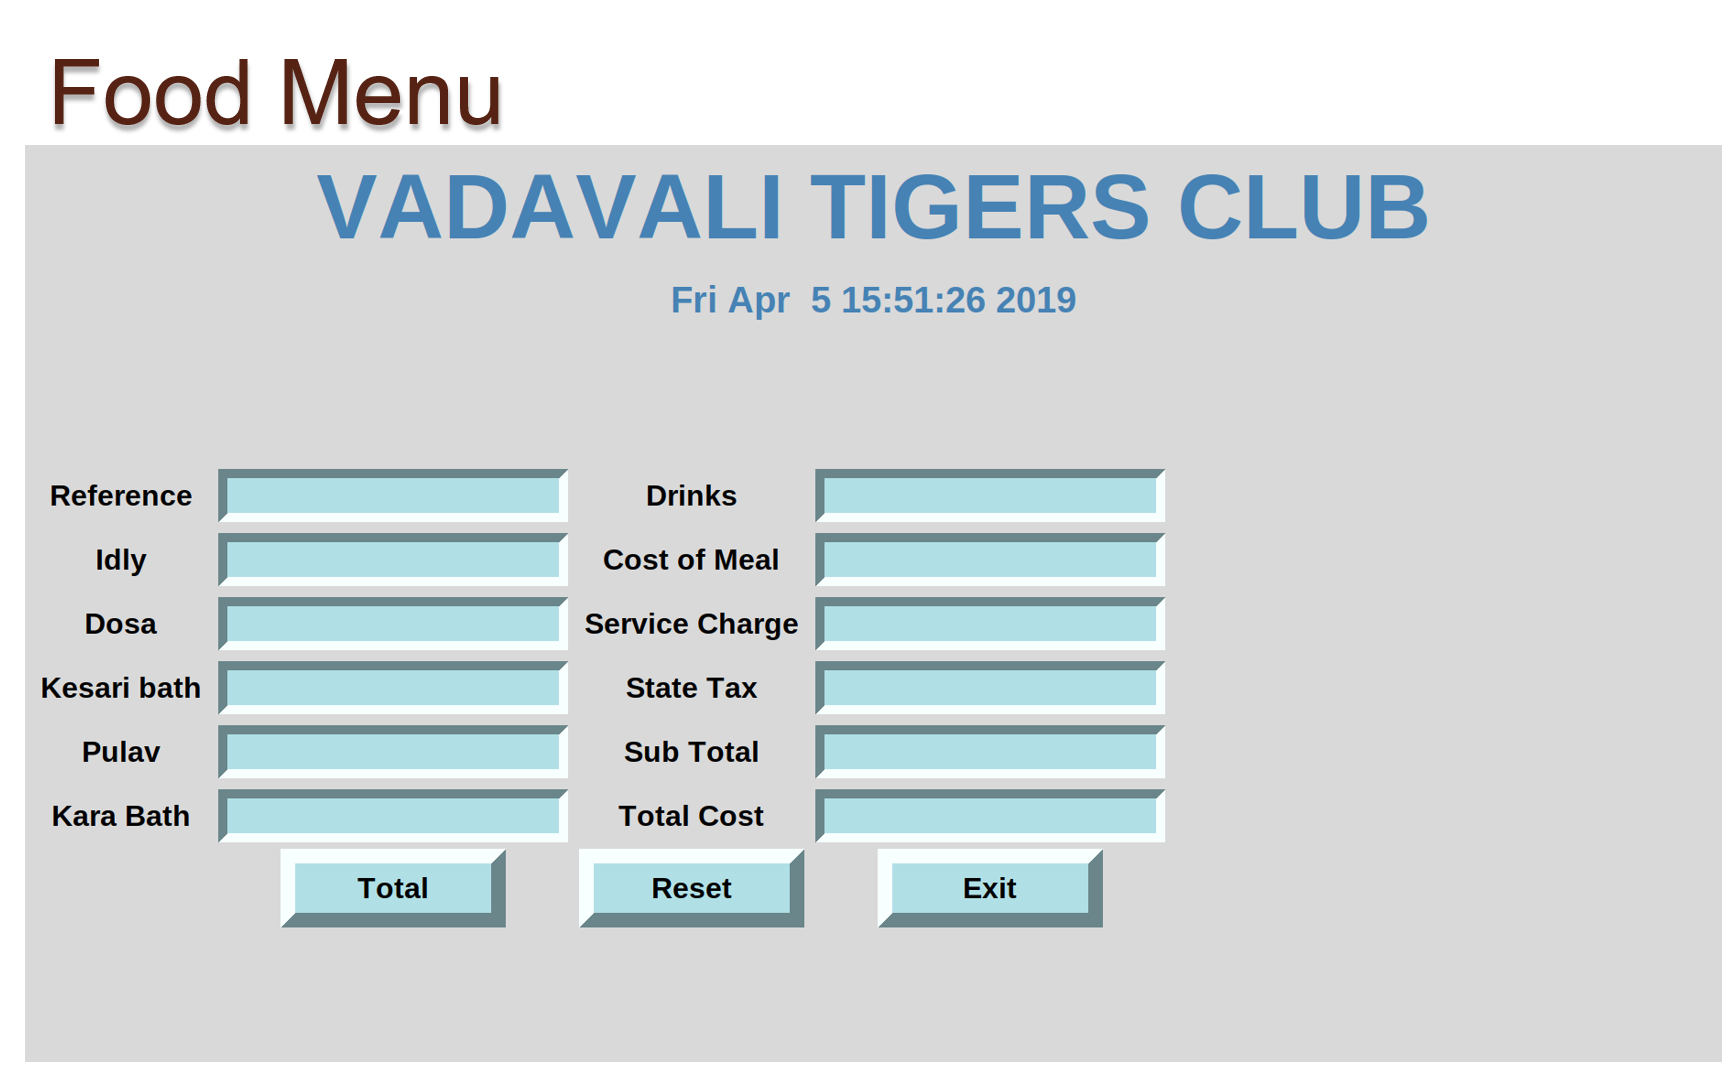 Food Menu
VADAVALI TIGERS CLUB
Fri Apr  5 15:51:26 2019
Reference
Drinks
Idly
Cost of Meal
Dosa
Service Charge
Kesari bath
State Tax
Pulav
Sub Total
Kara Bath
Total Cost
Total
Reset
Exit